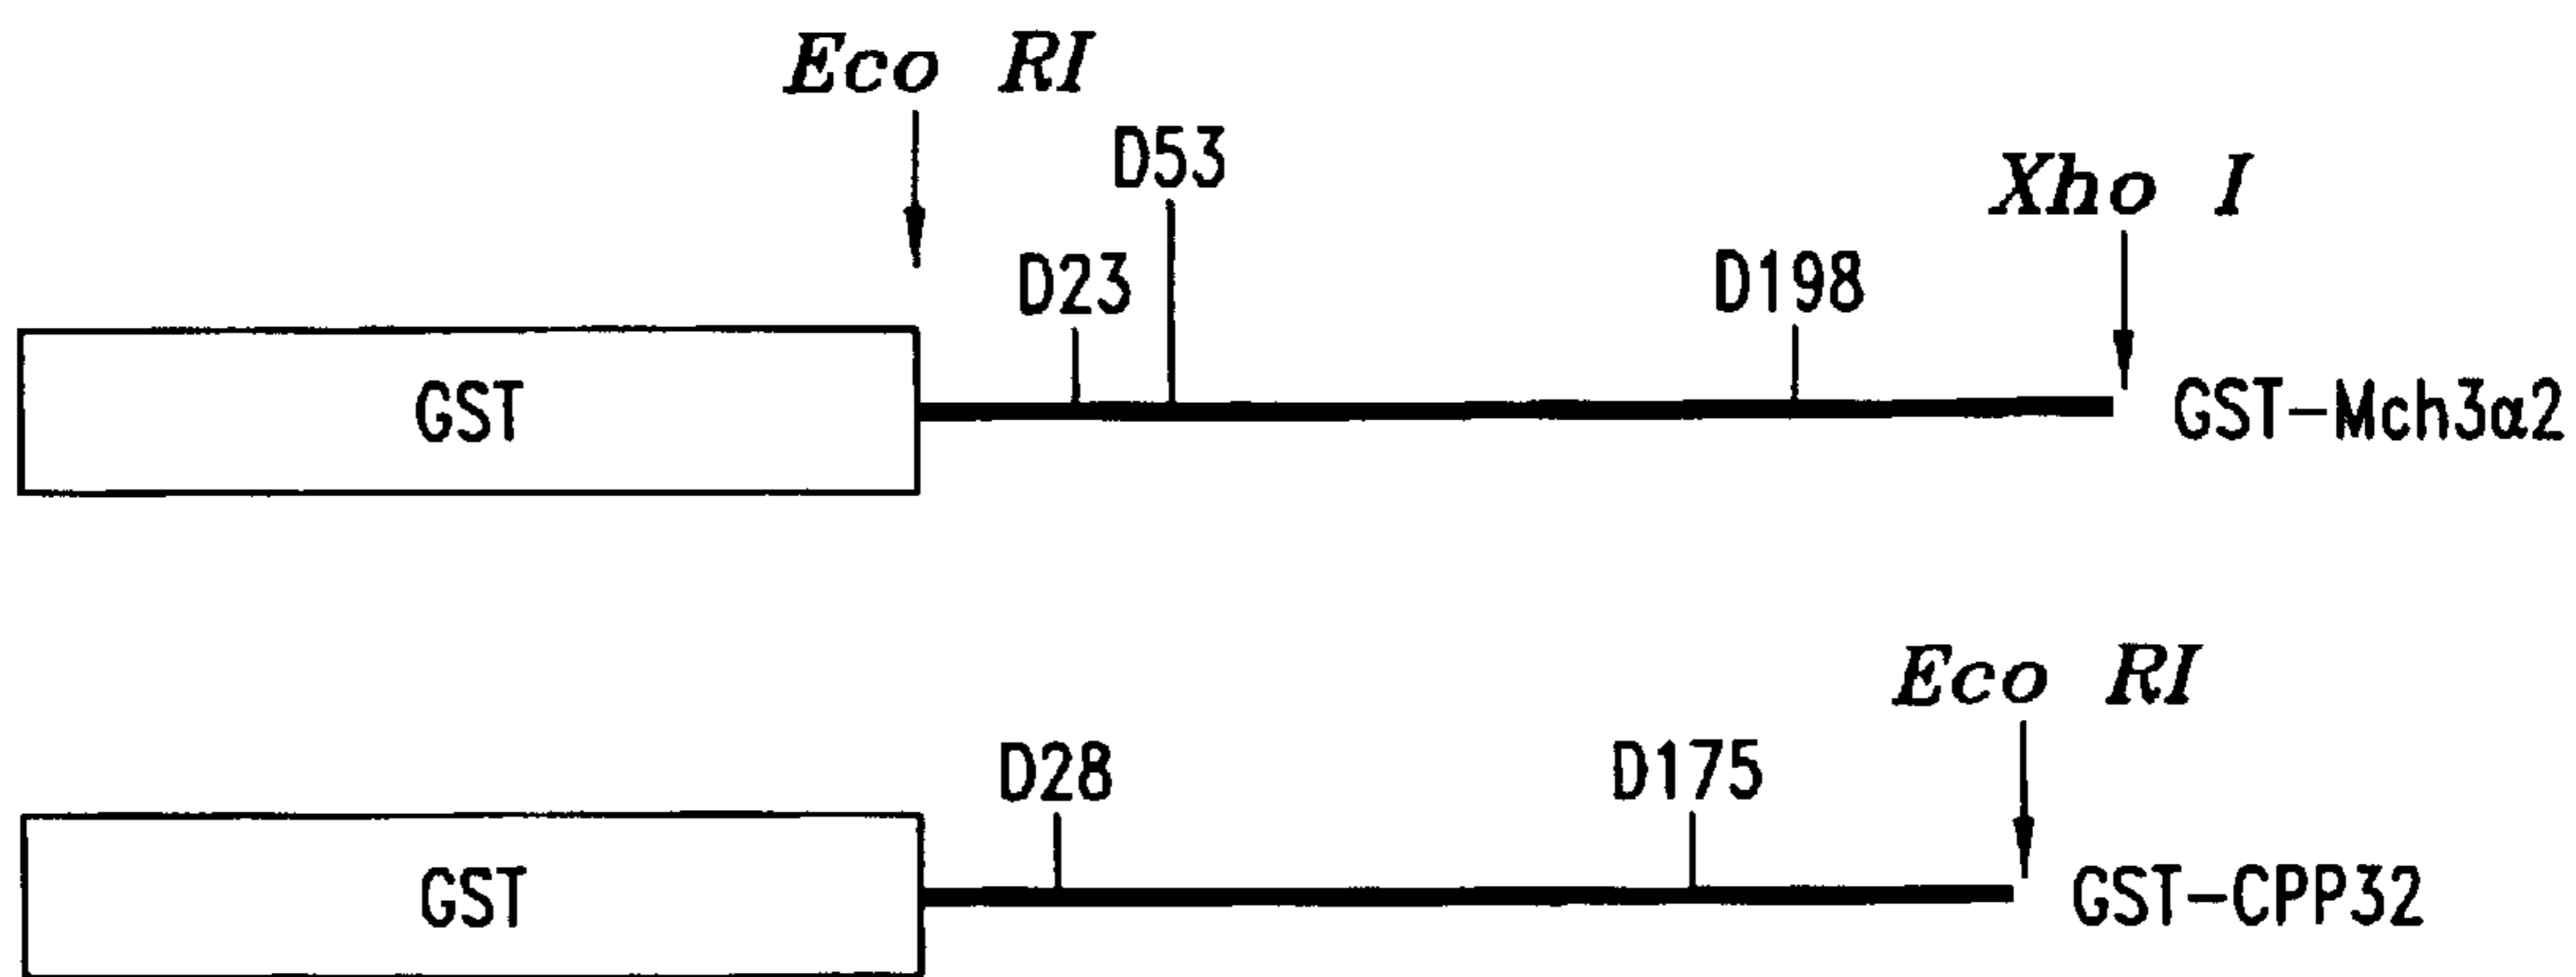 Eco RI
D53
Xho I
D23
D198
GST
GST-Mch3α2
Eco RI
D28
D175
GST
GST-CPP32